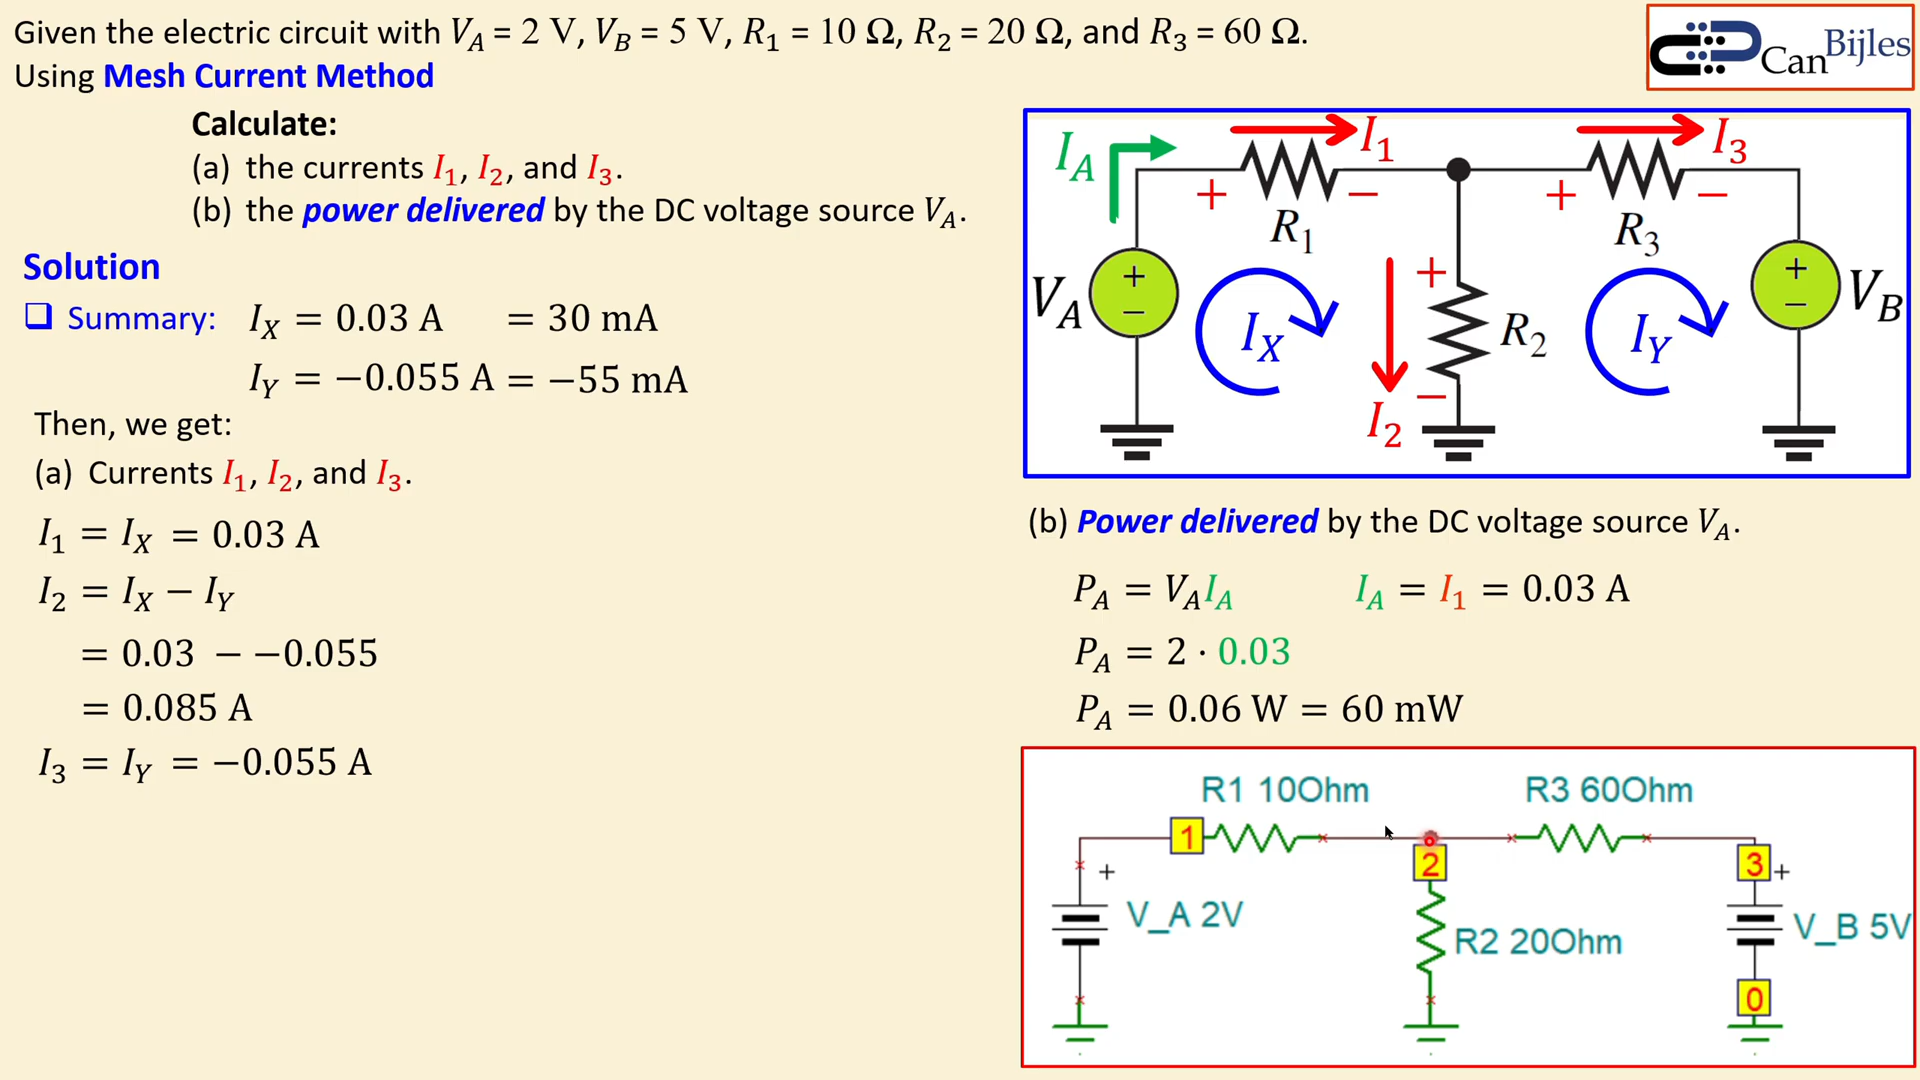 Given the electric circuit with V_A = 2 V, V_B = 5 V, R_1 = 10 Ω, R_2 = 20 Ω, and R_3 = 60 Ω.
Using Mesh Current Method
Calculate:
(a) the currents I_1, I_2, and I_3.
(b) the power delivered by the DC voltage source V_A.
Solution
❑ Summary: I_X = 0.03 A = 30 mA
I_Y = −0.055 A = −55 mA
Then, we get:
(a) Currents I_1, I_2, and I_3.
I_1 = I_X = 0.03 A
I_2 = I_X − I_Y
= 0.03 − −0.055
= 0.085 A
I_3 = I_Y = −0.055 A
CanBijles
I_A
I_1
I_3
+ − + −
R_1
R_3
V_A
+
−
I_X
+
R_2
−
I_2
I_Y
+
−
V_B
(b) Power delivered by the DC voltage source V_A.
P_A = V_A I_A I_A = I_1 = 0.03 A
P_A = 2 · 0.03
P_A = 0.06 W = 60 mW
R1 10Ohm
R3 60Ohm
1
2
3
+
+
V_A 2V
R2 20Ohm
V_B 5V
0